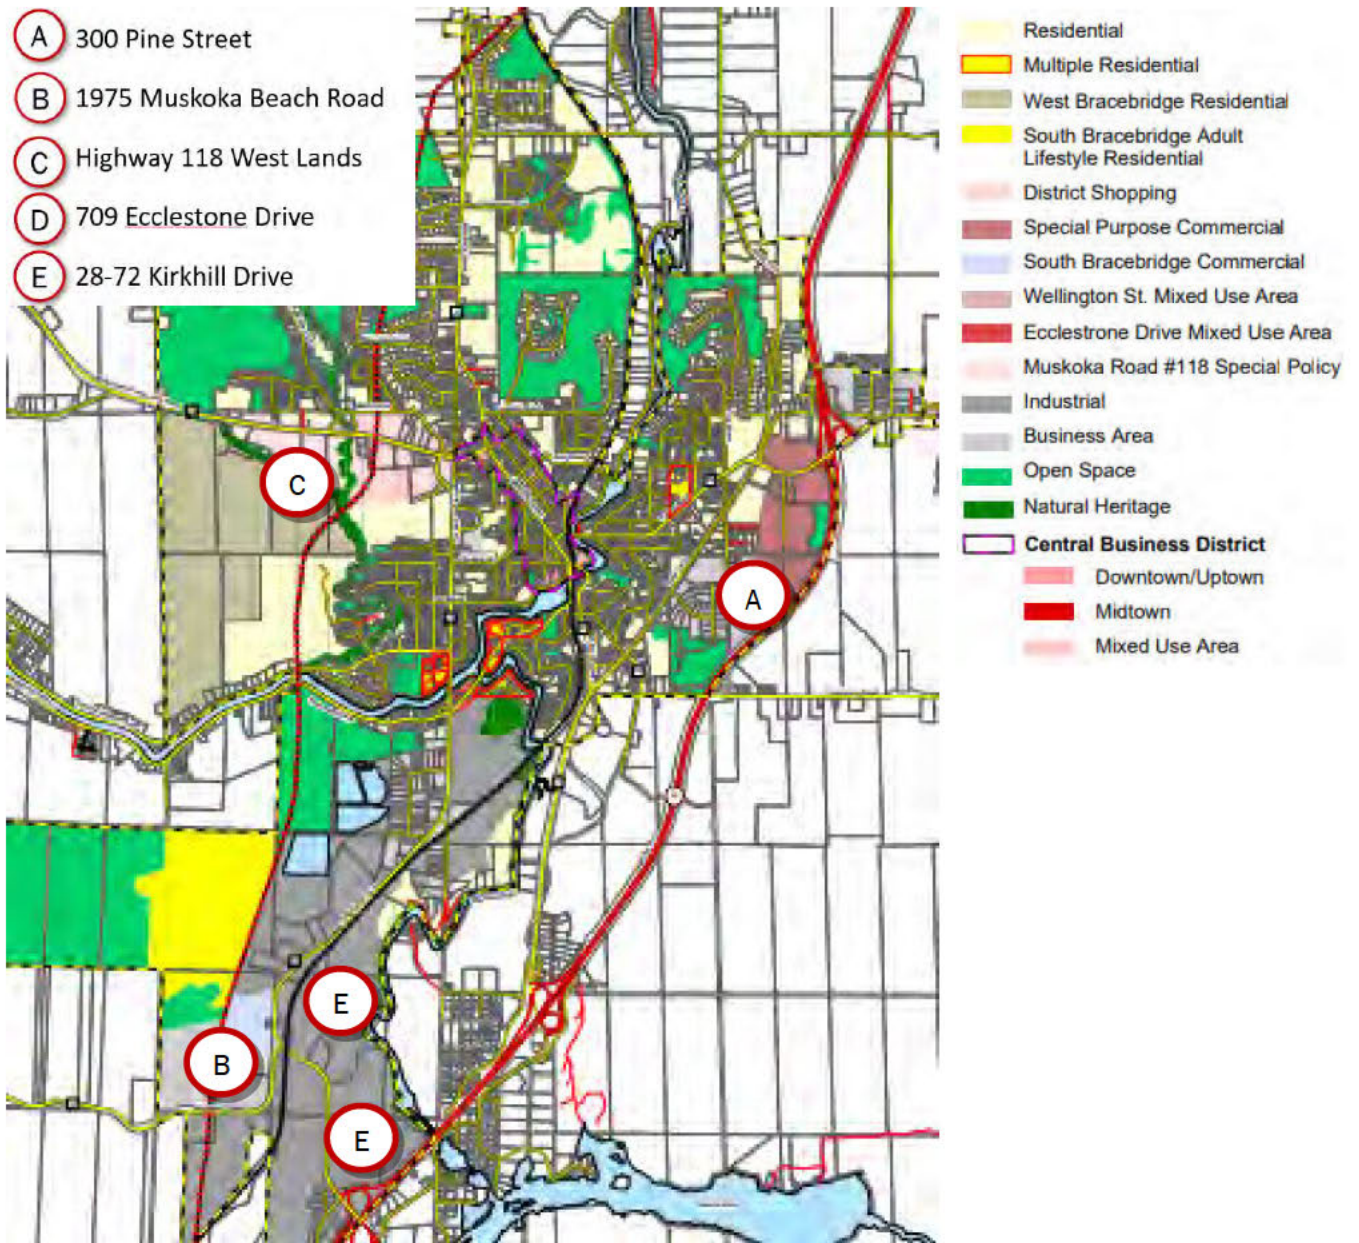 A 300 Pine Street
B 1975 Muskoka Beach Road
C Highway 118 West Lands
D 709 Ecclestone Drive
E 28-72 Kirkhill Drive
Residential
Multiple Residential
West Bracebridge Residential
South Bracebridge Adult
Lifestyle Residential
District Shopping
Special Purpose Commercial
South Bracebridge Commercial
Wellington St. Mixed Use Area
Ecclestrone Drive Mixed Use Area
Muskoka Road #118 Special Policy
Industrial
Business Area
Open Space
Natural Heritage
Central Business District
Downtown/Uptown
Midtown
Mixed Use Area
C
A
E
B
E